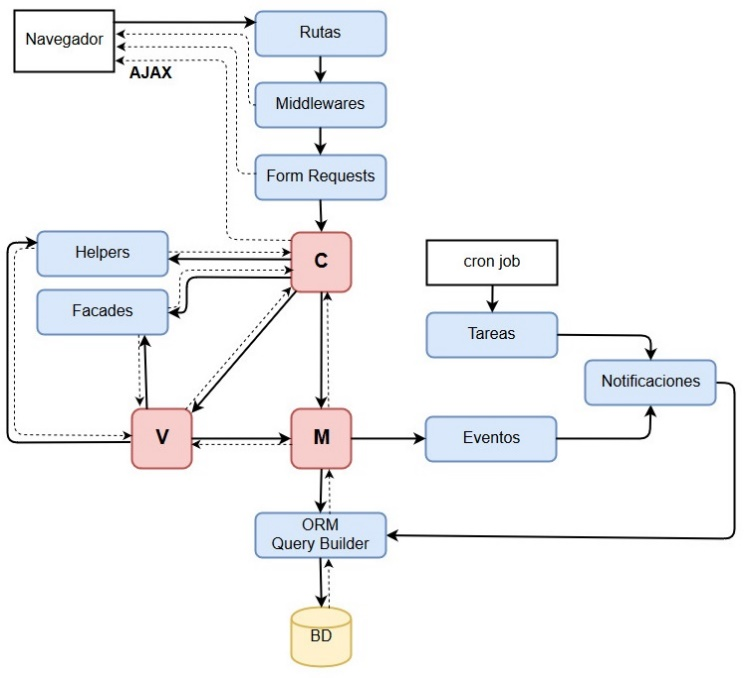 Navegador
Rutas
AJAX
Middlewares
Form Requests
Helpers
C
cron job
Facades
Tareas
Notificaciones
V
M
Eventos
ORM
Query Builder
BD